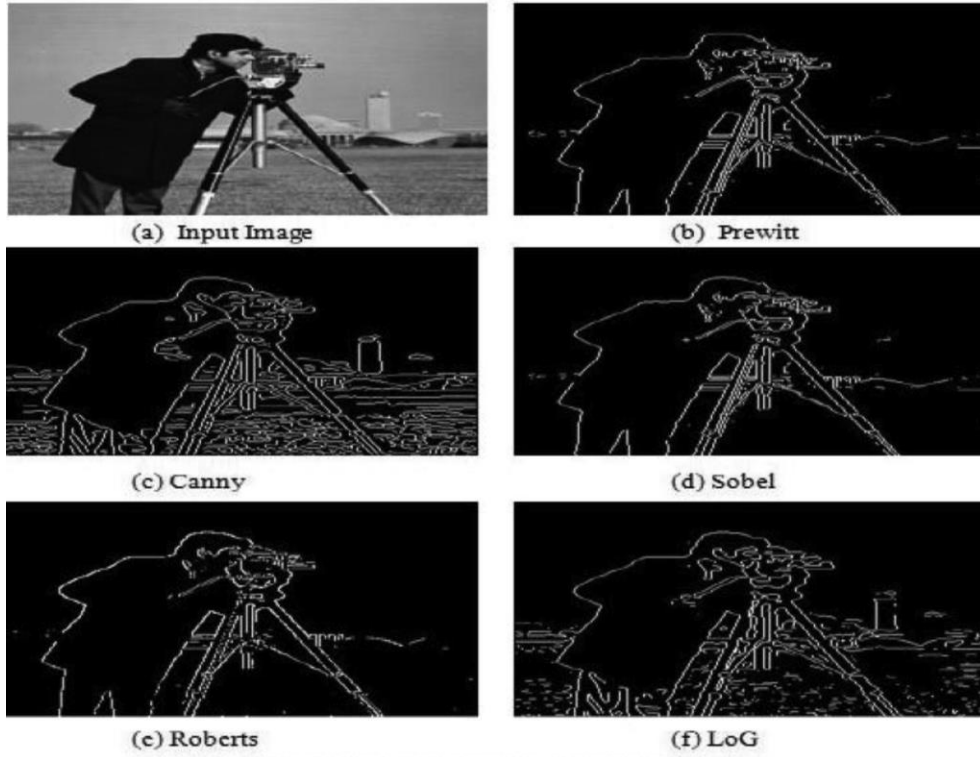 (a) Input Image
(b) Prewitt
(c) Canny
(d) Sobel
(e) Roberts
(f) LoG